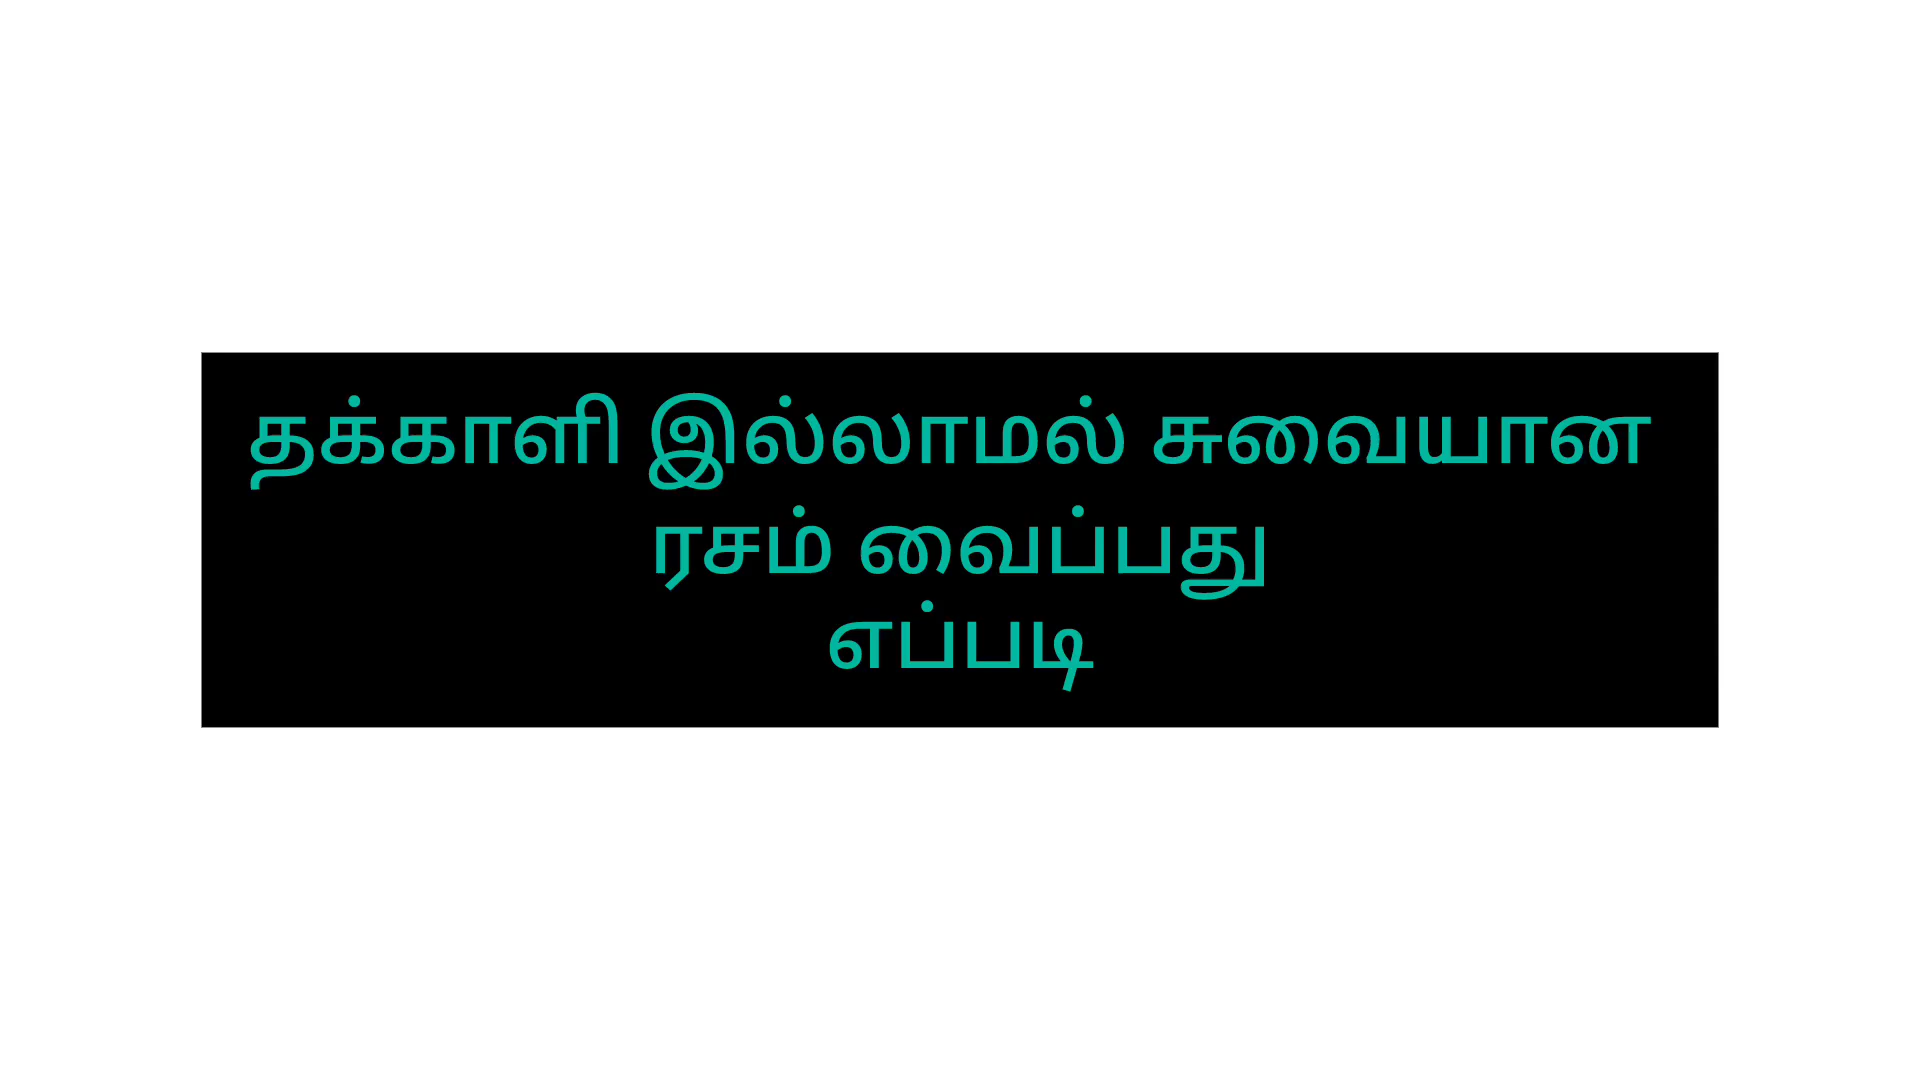 தக்காளி இல்லாமல் சுவையான
ரசம் வைப்பது
எப்படி